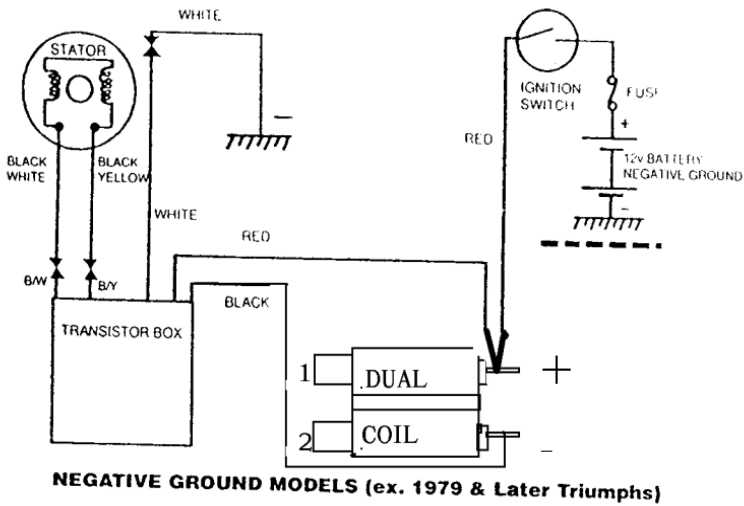 WHITE
STATOR
IGNITION
SWITCH
FUSE
+
RED
BLACK
WHITE
BLACK
YELLOW
12v BATTERY
NEGATIVE GROUND
-
-
WHITE
RED
B/W
B/Y
BLACK
TRANSISTOR BOX
1
.DUAL
+
2
COIL
-
NEGATIVE GROUND MODELS (ex. 1979 & Later Triumphs)